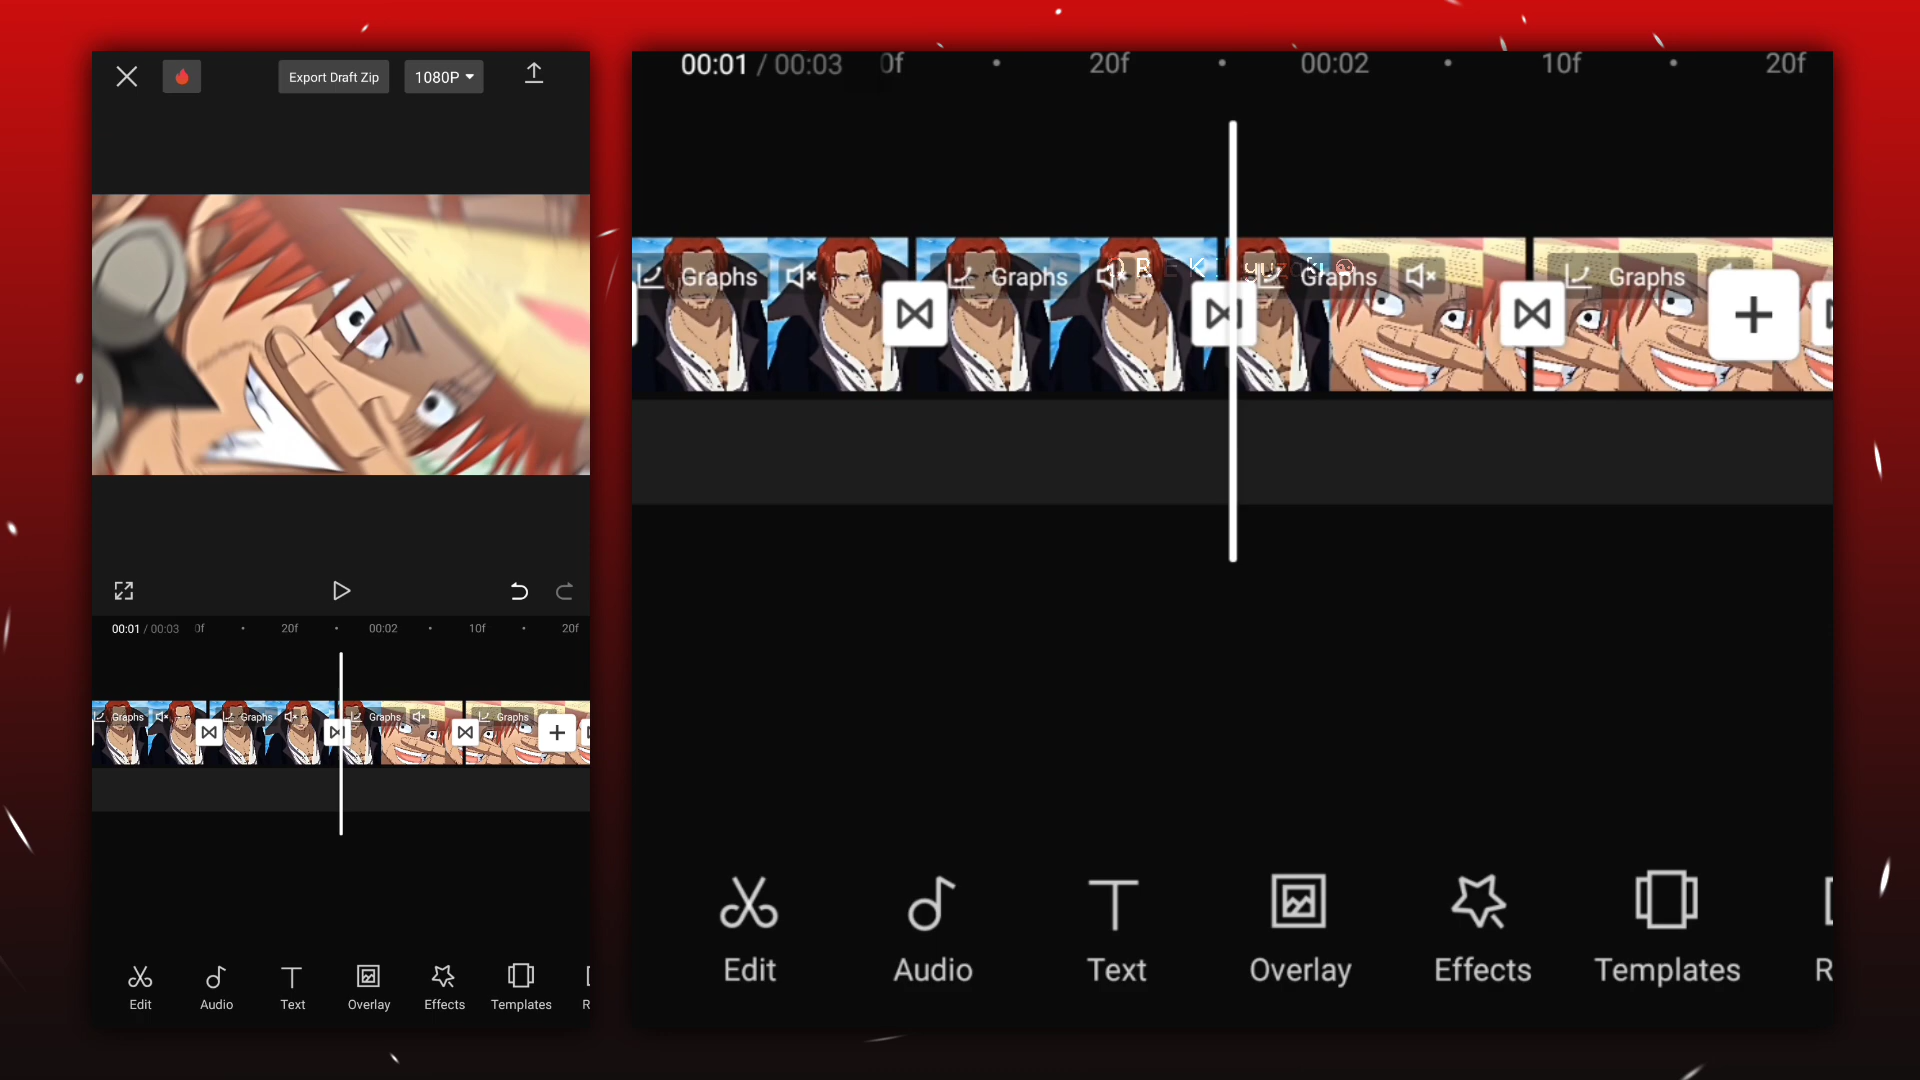 Export Draft Zip 1080P
00:01 / 00:03 0f 20f 00:02 10f 20f
Graphs Graphs Graphs Graphs
Edit Audio Text Overlay Effects Templates R
00:01 / 00:03 0f 20f 00:02 10f 20f
Graphs Graphs Graphs Graphs
Edit Audio Text Overlay Effects Templates R